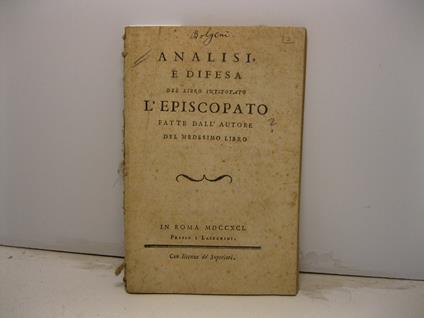 Bolgeni
ANALISI,
E DIFESA
DEL LIBRO INTITOLATO
L'EPISCOPATO
FATTE DALL' AUTORE
DEL MEDESIMO LIBRO
IN ROMA MDCCXCI.
PRESSO I LAZZARINI.
Con licenza de' Superiori.